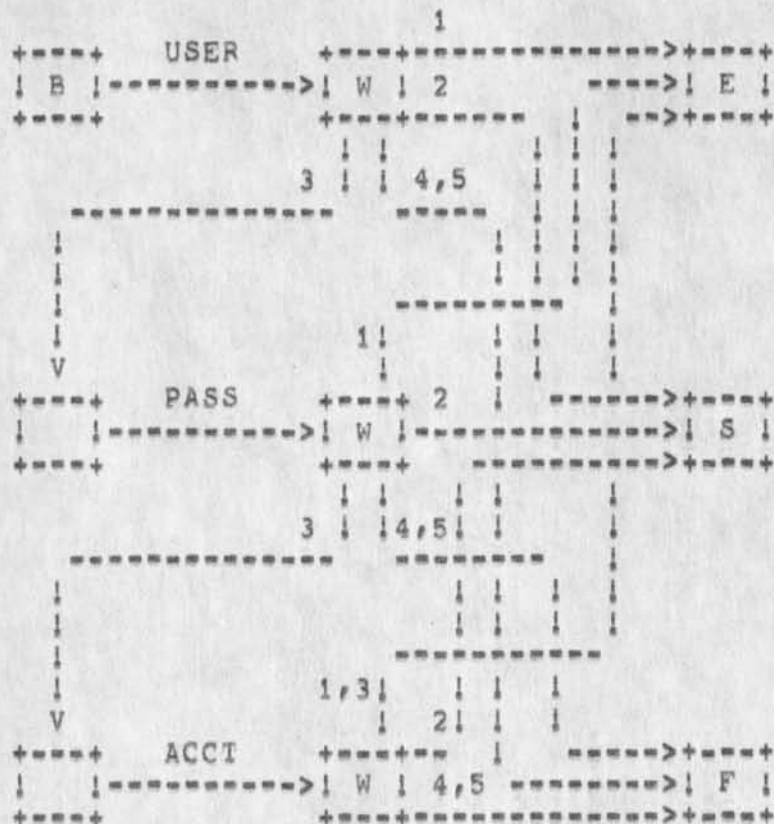 1
USER
B W 2 E
3 4,5
1
V
PASS 2
W S
3 4,5
1,3
V 2
ACCT
W 4,5 F